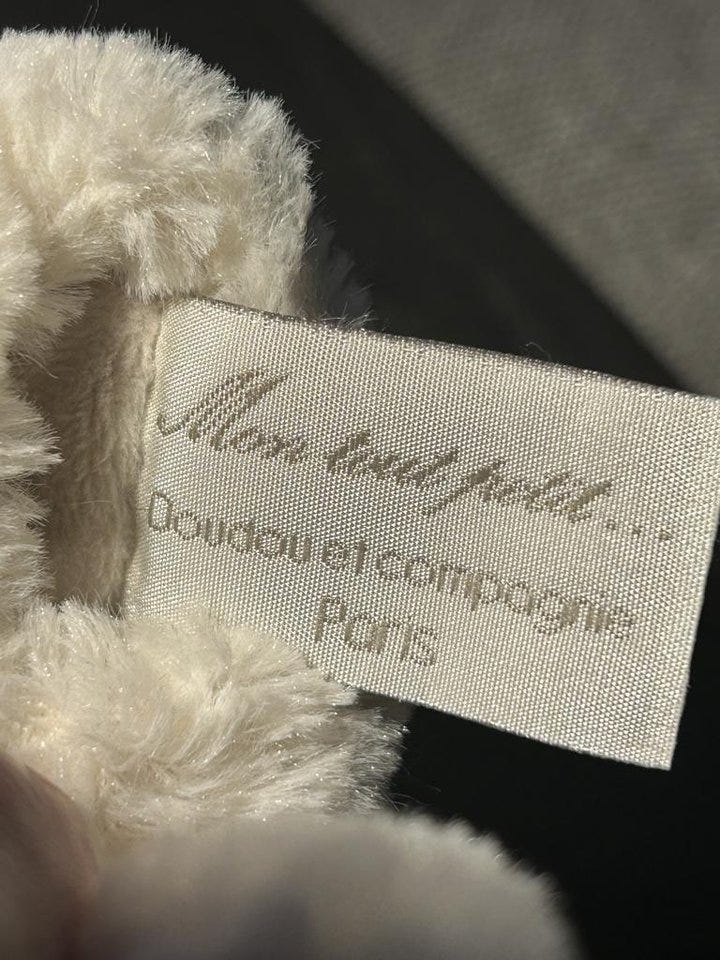 Mon tout petit...
Doudou et compagnie
Paris